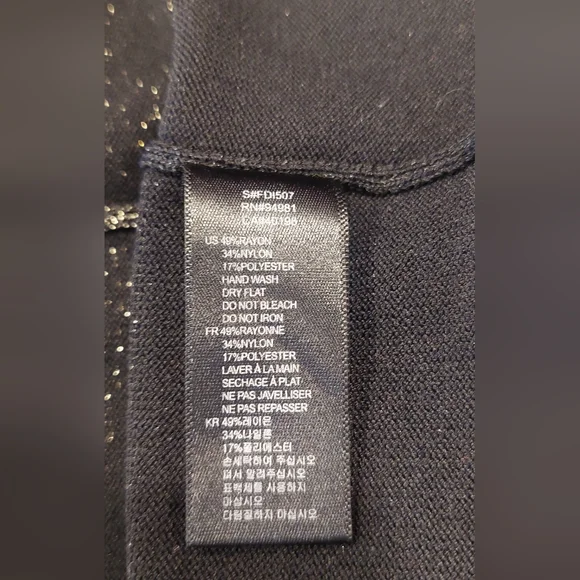 S#FDI507
RN#94981
CA#46196
US 49%RAYON
34%NYLON
17%POLYESTER
HAND WASH
DRY FLAT
DO NOT BLEACH
DO NOT IRON
FR 49%RAYONNE
34%NYLON
17%POLYESTER
LAVER À LA MAIN
SECHAGE À PLAT
NE PAS JAVELLISER
NE PAS REPASSER
KR 49%레이온
34%나일론
17%폴리에스터
손세탁하여 주십시오
펴서 말려주십시오
표백제를 사용하지
마십시오
다림질하지 마십시오